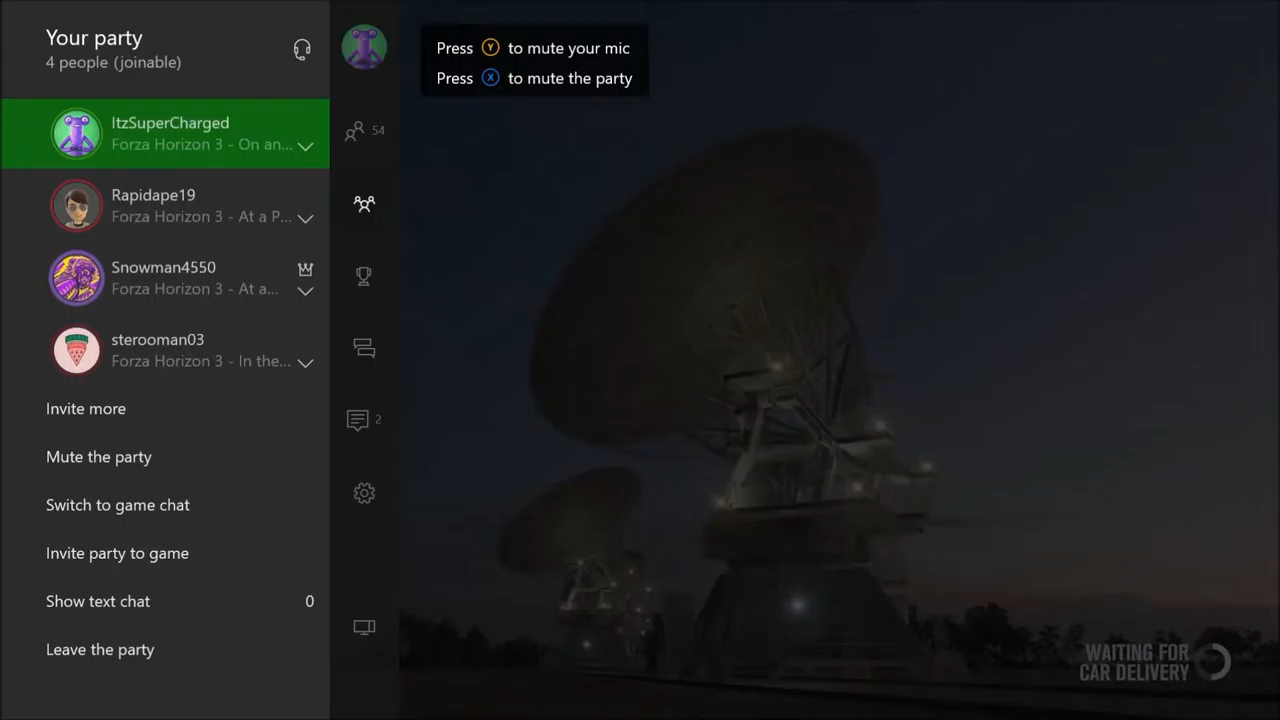 Your party
4 people (joinable)
ItzSuperCharged
Forza Horizon 3 - On an...
Rapidape19
Forza Horizon 3 - At a P...
Snowman4550
Forza Horizon 3 - At a...
sterooman03
Forza Horizon 3 - In the...
Invite more
Mute the party
Switch to game chat
Invite party to game
Show text chat 0
Leave the party
54
2
Press Y to mute your mic
Press X to mute the party
WAITING FOR
CAR DELIVERY